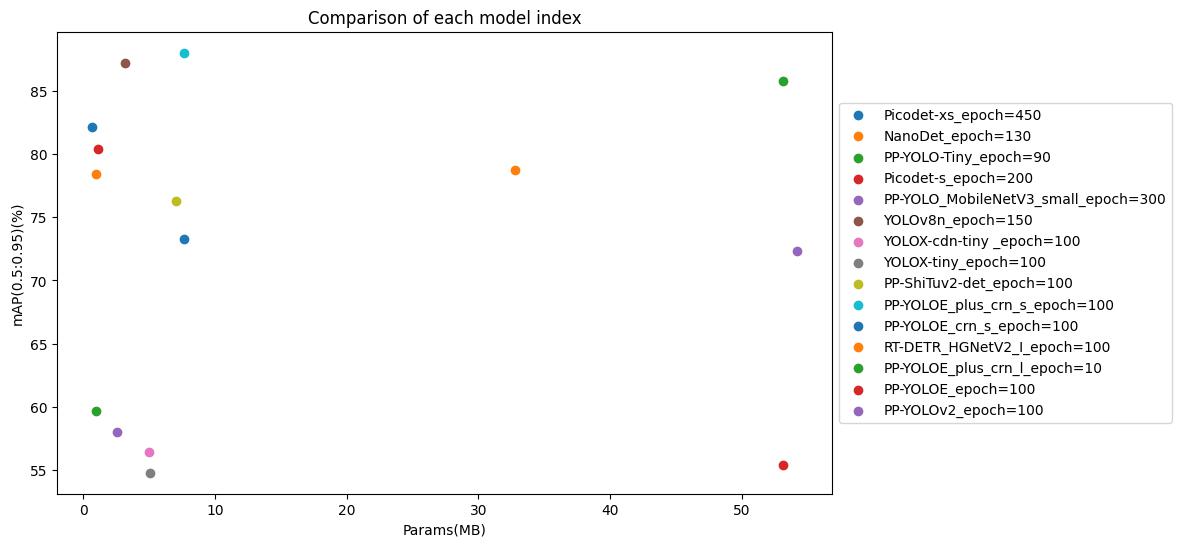 Comparison of each model index
mAP(0.5:0.95)(%)
85
80
75
70
65
60
55
0 10 20 30 40 50
Params(MB)
Picodet-xs_epoch=450
NanoDet_epoch=130
PP-YOLO-Tiny_epoch=90
Picodet-s_epoch=200
PP-YOLO_MobileNetV3_small_epoch=300
YOLOv8n_epoch=150
YOLOX-cdn-tiny _epoch=100
YOLOX-tiny_epoch=100
PP-ShiTuv2-det_epoch=100
PP-YOLOE_plus_crn_s_epoch=100
PP-YOLOE_crn_s_epoch=100
RT-DETR_HGNetV2_I_epoch=100
PP-YOLOE_plus_crn_l_epoch=10
PP-YOLOE_epoch=100
PP-YOLOv2_epoch=100